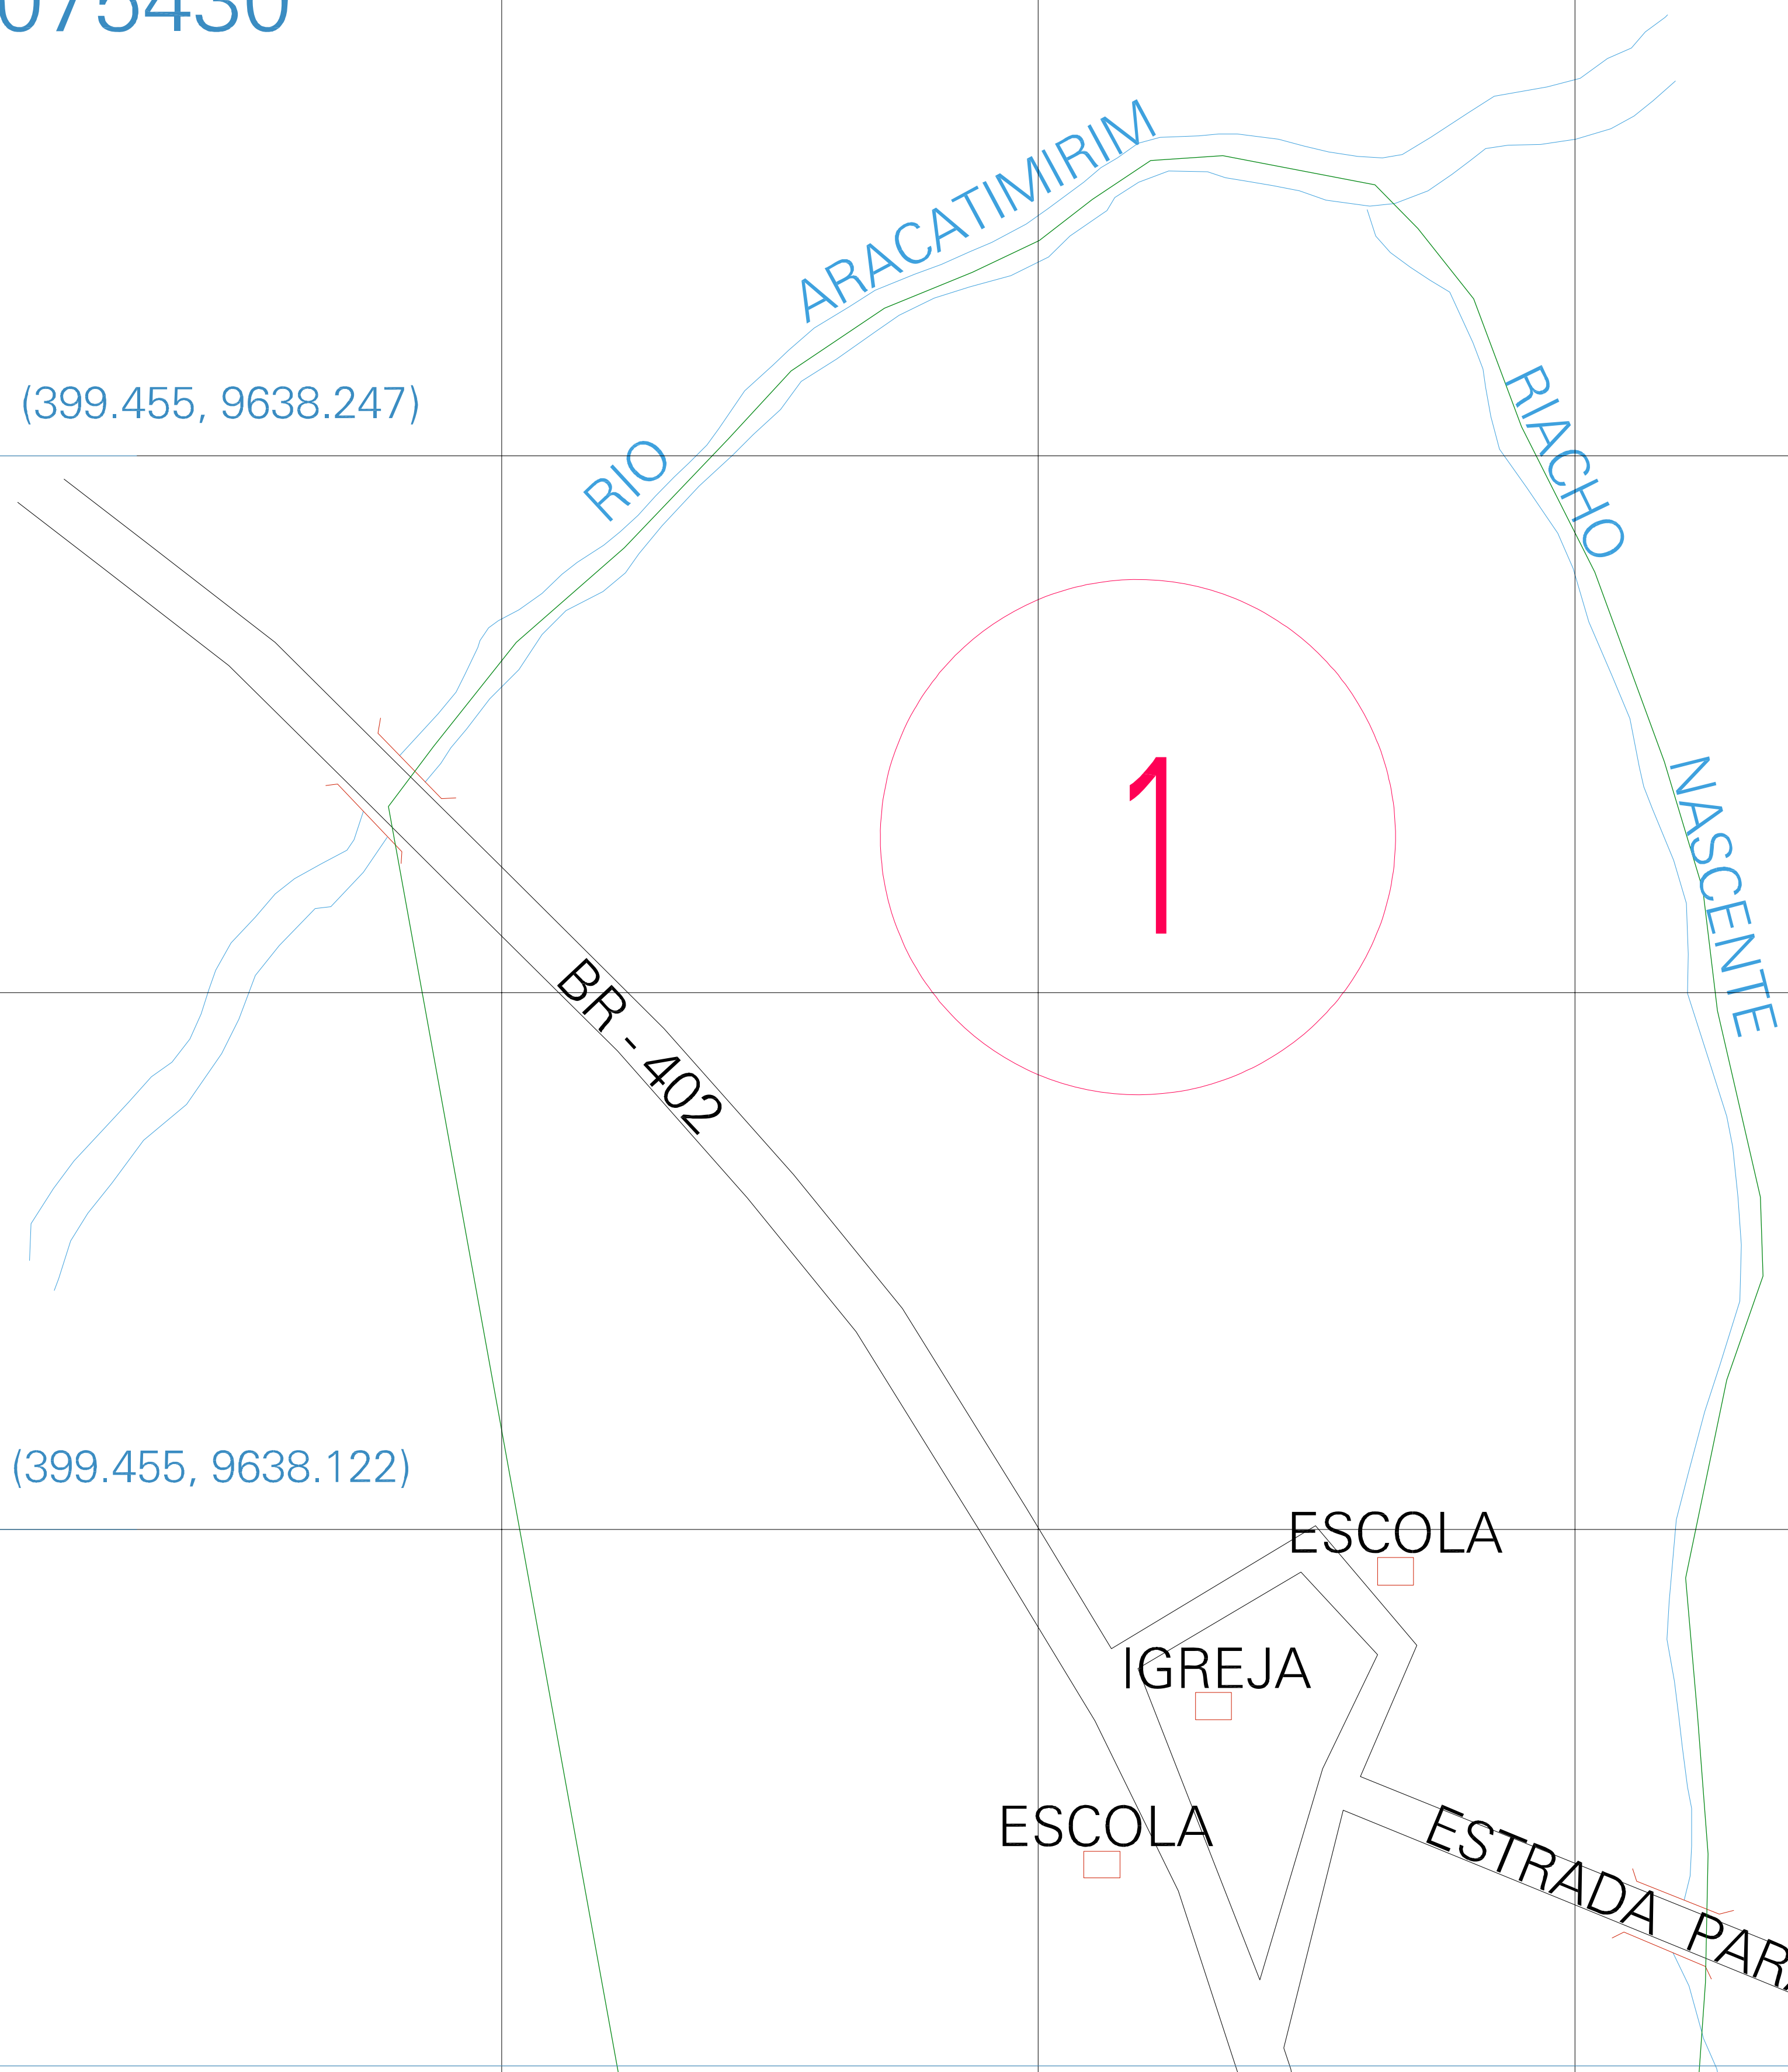 075430
RIO ARACATIMIRIM
(399.455, 9638.247)
RIACHO NASCENTE
1
BR - 402
(399.455, 9638.122)
ESCOLA
IGREJA
ESCOLA
ESTRADA